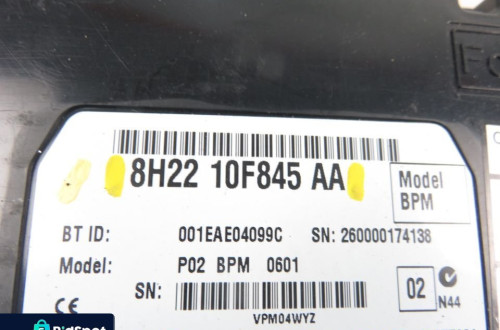 8H22 10F845 AA
Model
BPM
BT ID: 001EAE04099C SN: 260000174138
Model: P02 BPM 0601
02
N44
SN:
VPM04WYZ
CE
BidSpot